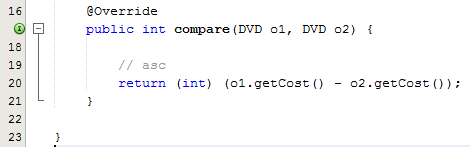 16 @Override
17 public int compare(DVD o1, DVD o2) {
18
19 // asc
20 return (int) (o1.getCost() - o2.getCost());
21 }
22
23 }